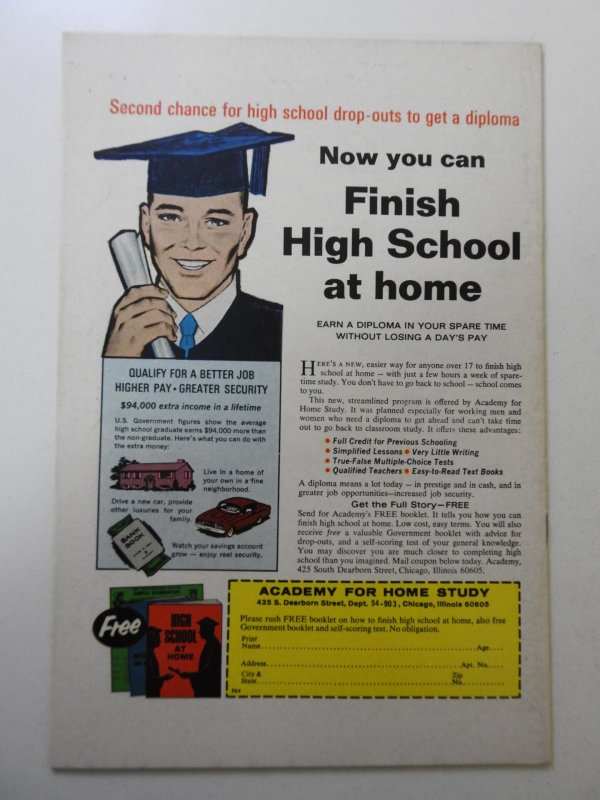 Second chance for high school drop-outs to get a diploma
Now you can
Finish
High School
at home
EARN A DIPLOMA IN YOUR SPARE TIME
WITHOUT LOSING A DAY'S PAY
QUALIFY FOR A BETTER JOB
HIGHER PAY • GREATER SECURITY
$94,000 extra income in a lifetime
U.S. Government figures show the average
high school graduate earns $94,000 more than
the non-graduate. Here's what you can do with
the extra money:
Live in a home of
your own in a fine
neighborhood.
Drive a new car, provide
other luxuries for your
family.
BANK
BOOK
Watch your savings account
grow — enjoy real security.
HERE'S A NEW, easier way for anyone over 17 to finish high
school at home — with just a few hours a week of spare-
time study. You don't have to go back to school — school comes
to you.
This new, streamlined program is offered by Academy for
Home Study. It was planned especially for working men and
women who need a diploma to get ahead and can't take time
out to go back to classroom study. It offers these advantages:
• Full Credit for Previous Schooling
• Simplified Lessons • Very Little Writing
• True-False Multiple-Choice Tests
• Qualified Teachers • Easy-to-Read Text Books
A diploma means a lot today — in prestige and in cash, and in
greater job opportunities—increased job security.
Get the Full Story—FREE
Send for Academy's FREE booklet. It tells you how you can
finish high school at home. Low cost, easy terms. You will also
receive free a valuable Government booklet with advice for
drop-outs, and a self-scoring test of your general knowledge.
You may discover you are much closer to completing high
school than you imagined. Mail coupon below today. Academy,
425 South Dearborn Street, Chicago, Illinois 60605.
Free
HIGH
SCHOOL
AT
HOME
ACADEMY FOR HOME STUDY
425 S. Dearborn Street, Dept. 54-903, Chicago, Illinois 60605
Please rush FREE booklet on how to finish high school at home, also free
Government booklet and self-scoring test. No obligation.
Print
Name Age
Address Apt. No.
City & Zip
State No.